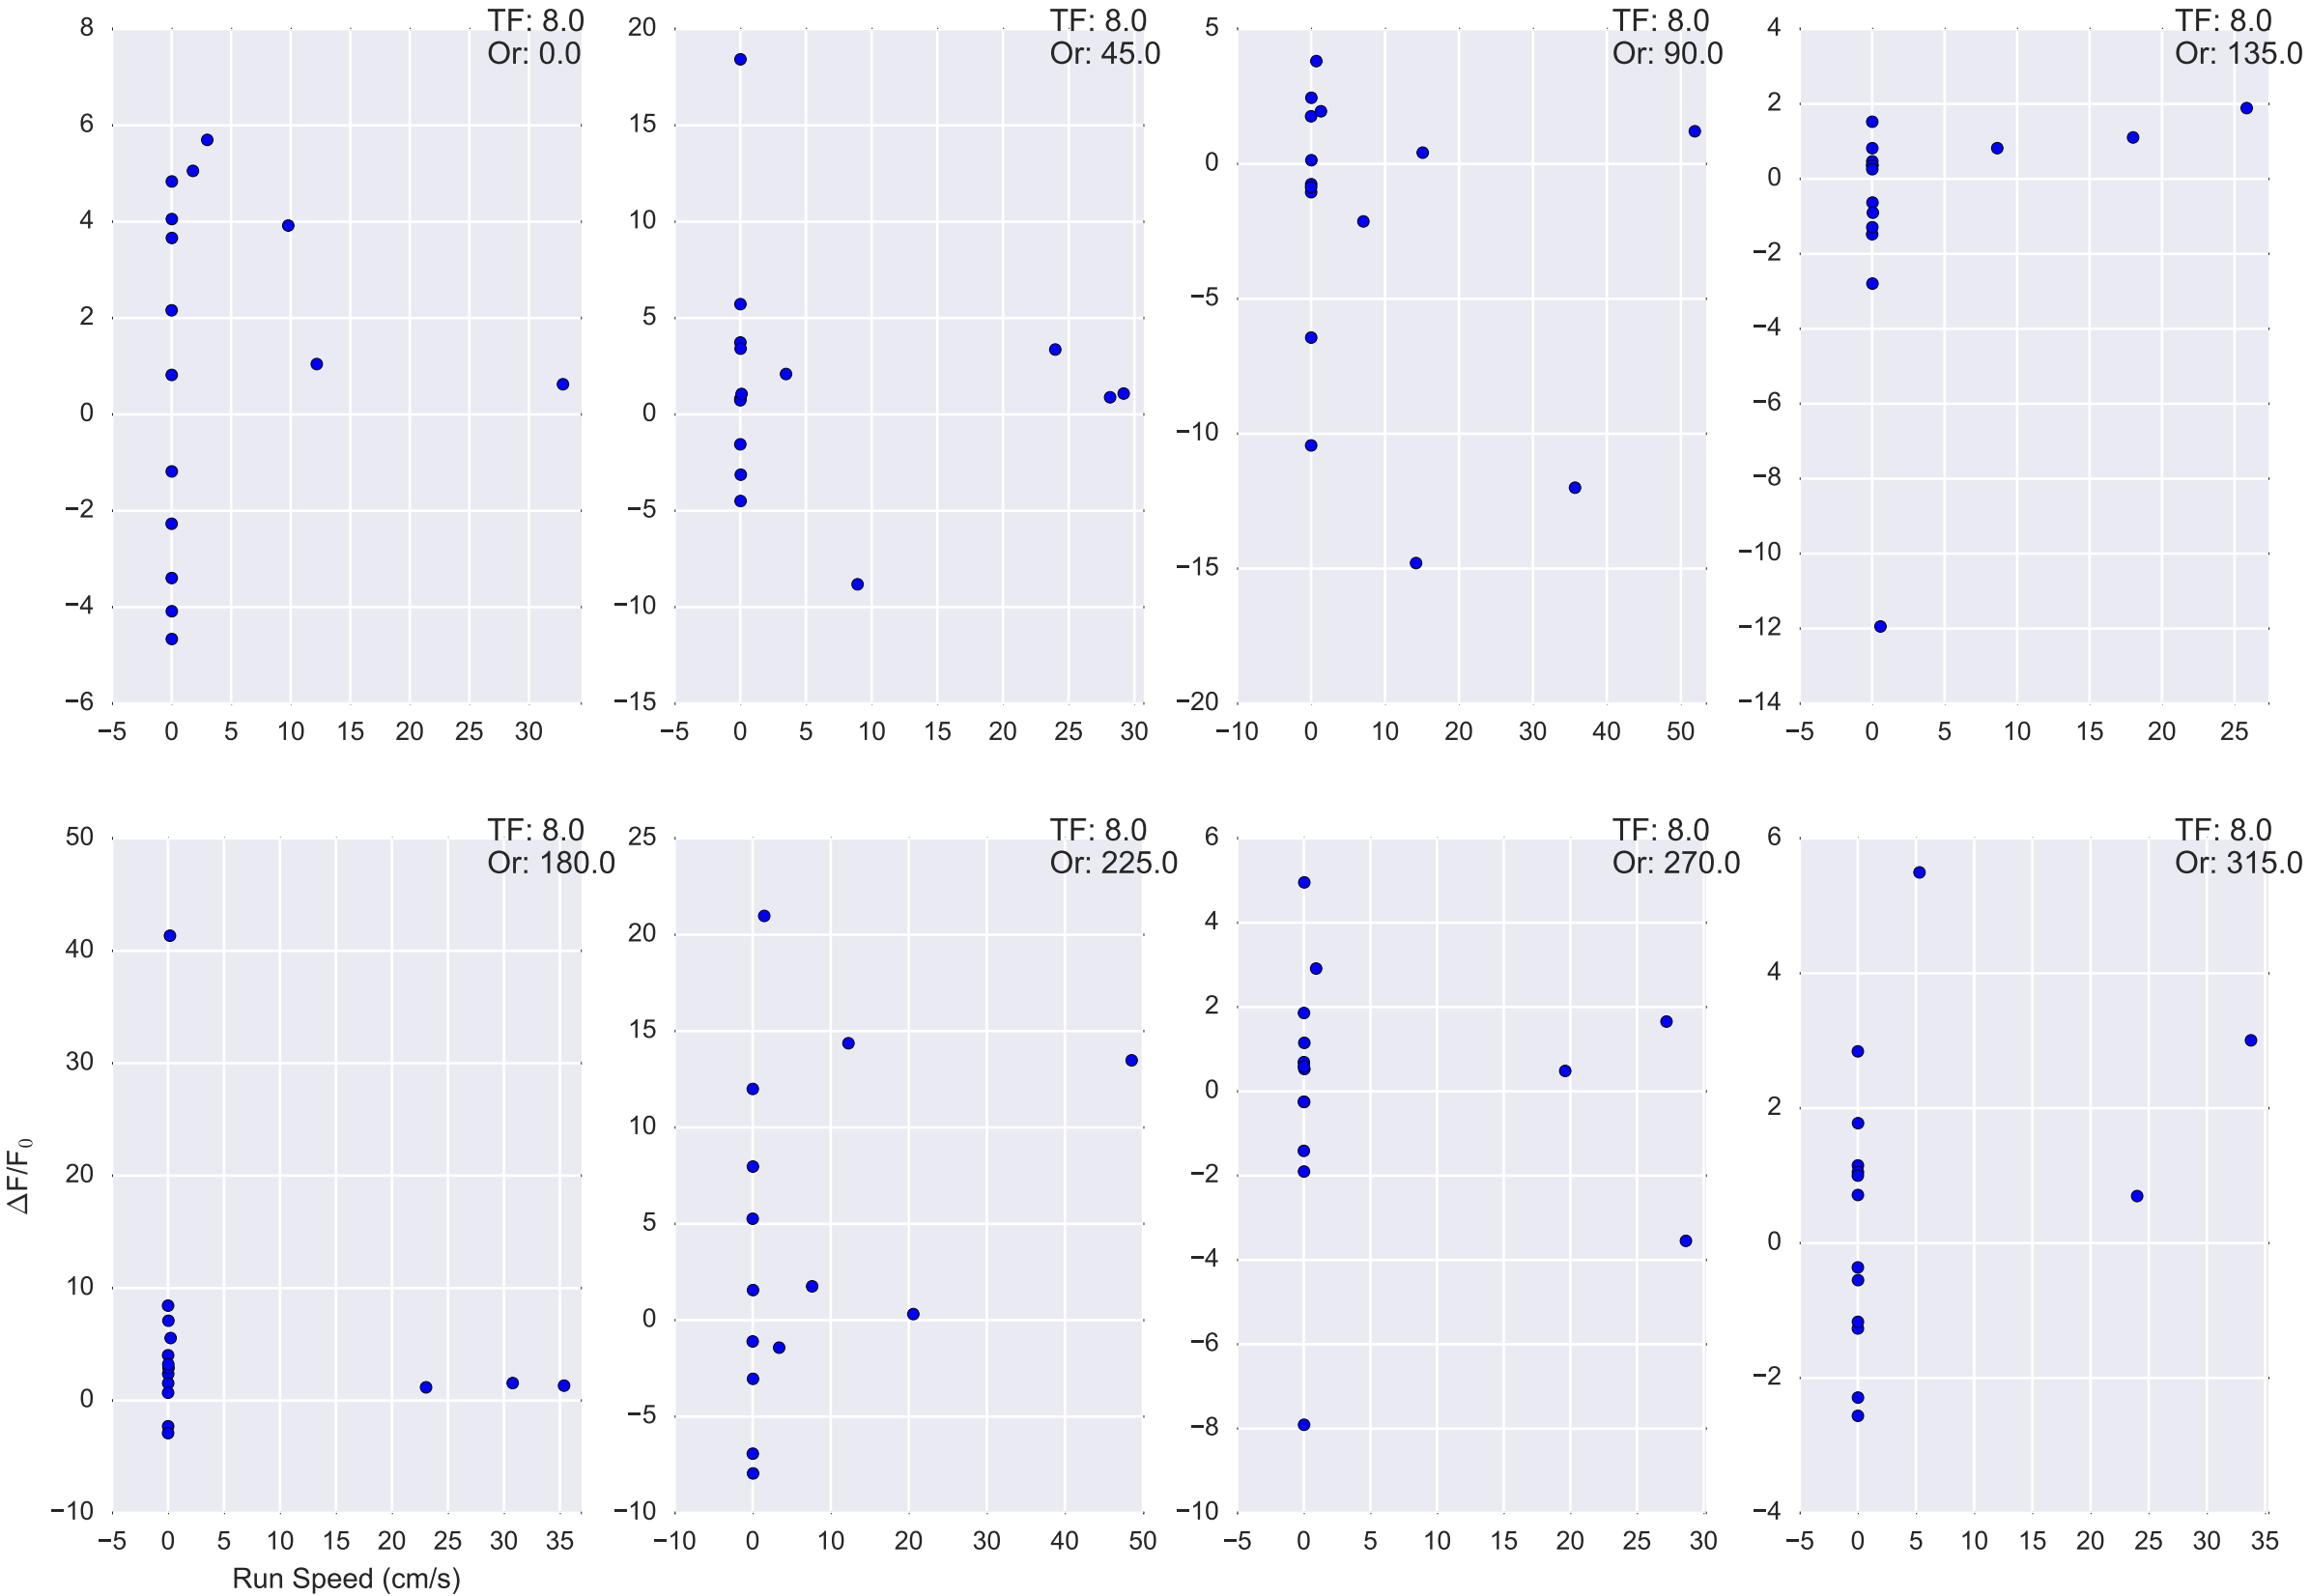 TF: 8.0
Or: 0.0
8
6
4
2
0
−2
−4
−6
−5 0 5 10 15 20 25 30
TF: 8.0
Or: 45.0
20
15
10
5
0
−5
−10
−15
−5 0 5 10 15 20 25 30
TF: 8.0
Or: 90.0
5
0
−5
−10
−15
−20
−10 0 10 20 30 40 50
TF: 8.0
Or: 135.0
4
2
0
−2
−4
−6
−8
−10
−12
−14
−5 0 5 10 15 20 25
TF: 8.0
Or: 180.0
50
40
30
20
10
0
−10
−5 0 5 10 15 20 25 30 35
ΔF/F₀
Run Speed (cm/s)
TF: 8.0
Or: 225.0
25
20
15
10
5
0
−5
−10
−10 0 10 20 30 40 50
TF: 8.0
Or: 270.0
6
4
2
0
−2
−4
−6
−8
−10
−5 0 5 10 15 20 25 30
TF: 8.0
Or: 315.0
6
4
2
0
−2
−4
−5 0 5 10 15 20 25 30 35